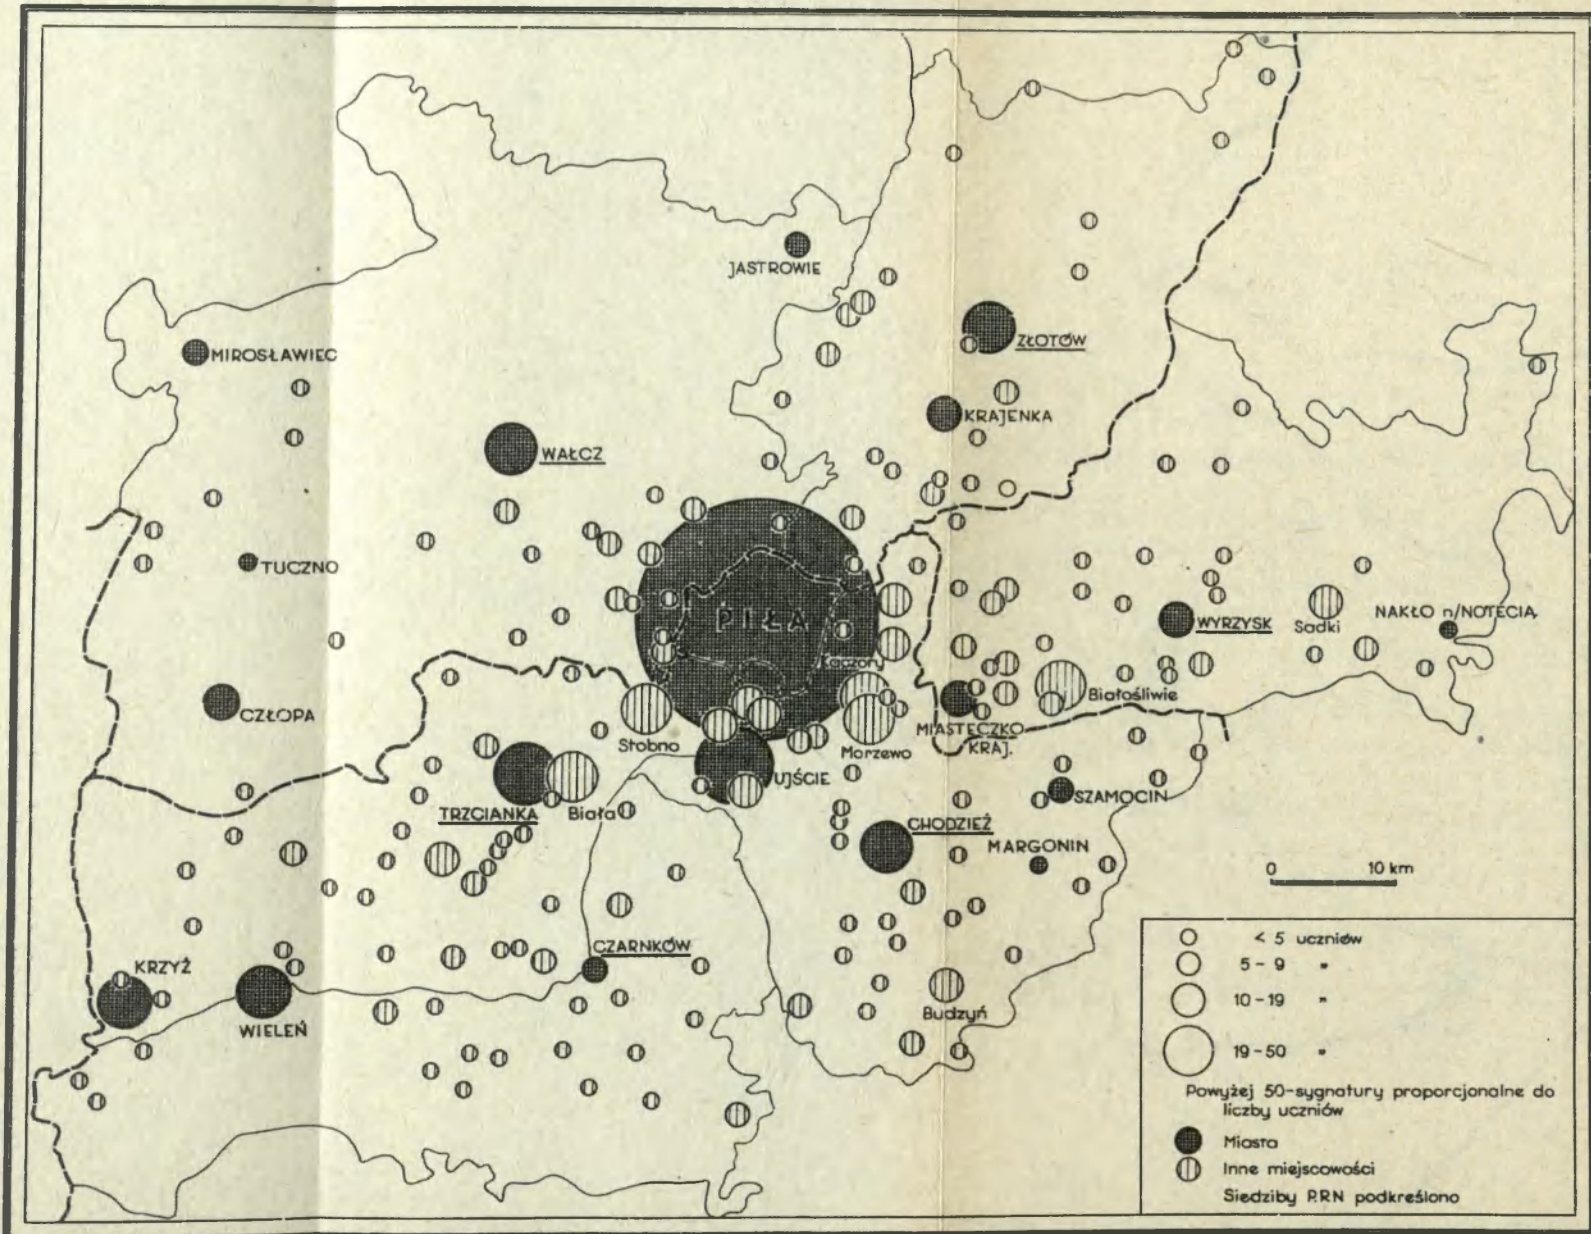 JASTROWIE
MIROSŁAWIEC
ZŁOTÓW
KRAJENKA
WAŁCZ
TUCZNO
PIŁA
WYRZYSK
Sadki
NAKŁO n/NOTECIĄ
Kaczory
Białośliwie
CZŁOPA
Stobno
Morzewo
MIASTECZKO
KRAJ.
UJŚCIE
TRZCIANKA
Biała
SZAMOCIN
CHODZIEŻ
MARGONIN
0 10 km
CZARNKÓW
KRZYŻ
WIELEŃ
Budzyń
< 5 uczniów
5 - 9 "
10 - 19 "
19 - 50 "
Powyżej 50-sygnatury proporcjonalne do
liczby uczniów
Miasta
Inne miejscowości
Siedziby P.R.N podkreślono